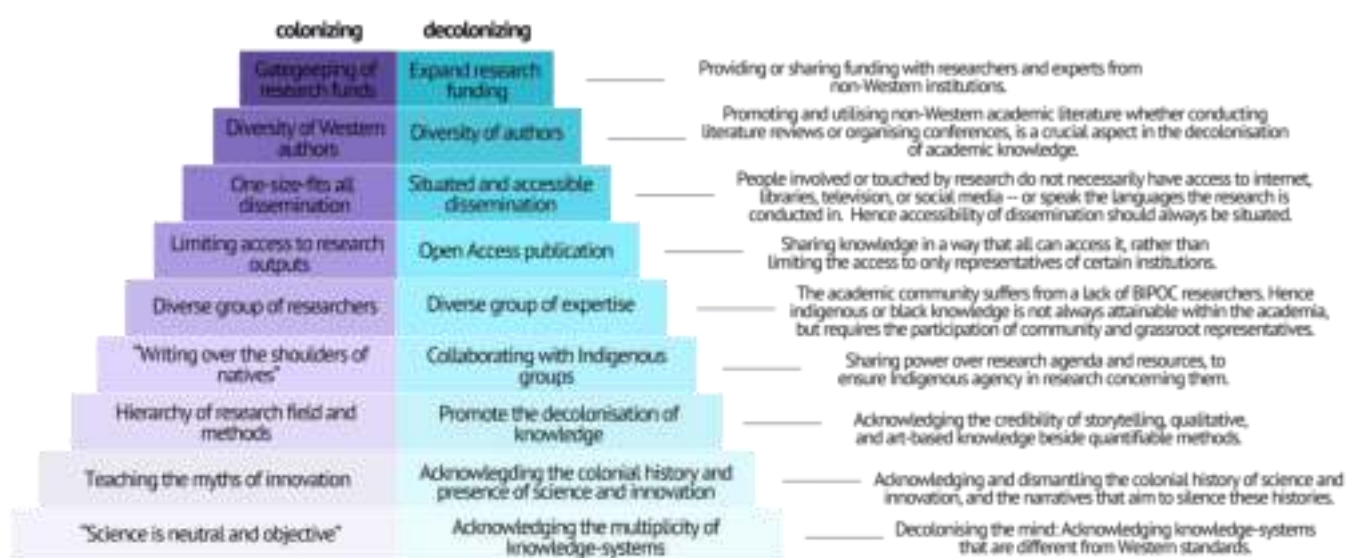 colonizing decolonizing
Gategeeping of
research funds
Expand research
funding
Providing or sharing funding with researchers and experts from
non-Western institutions.
Diversity of Western
authors
Diversity of authors
Promoting and utilising non-Western academic literature whether conducting
literature reviews or organising conferences, is a crucial aspect in the decolonisation
of academic knowledge.
One-size-fits all
dissemination
Situated and accessible
dissemination
People involved or touched by research do not necessarily have access to internet,
libraries, television, or social media -- or speak the languages the research is
conducted in. Hence accessibility of dissemination should always be situated.
Limiting access to research
outputs
Open Access publication
Sharing knowledge in a way that all can access it, rather than
limiting the access to only representatives of certain institutions.
Diverse group of researchers
Diverse group of expertise
The academic community suffers from a lack of BIPOC researchers. Hence
indigenous or black knowledge is not always attainable within the academia,
but requires the participation of community and grassroot representatives.
"Writing over the shoulders of
natives"
Collaborating with Indigenous
groups
Sharing power over research agenda and resources, to
ensure Indigenous agency in research concerning them.
Hierarchy of research field and
methods
Promote the decolonisation of
knowledge
Acknowledging the credibility of storytelling, qualitative,
and art-based knowledge beside quantifiable methods.
Teaching the myths of innovation
Acknowlegding the colonial history and
presence of science and innovation
Acknowledging and dismantling the colonial history of science and
innovation, and the narratives that aim to silence these histories.
"Science is neutral and objective"
Acknowledging the multiplicity of
knowledge-systems
Decolonising the mind: Acknowledging knowledge-systems
that are different from Western standards.